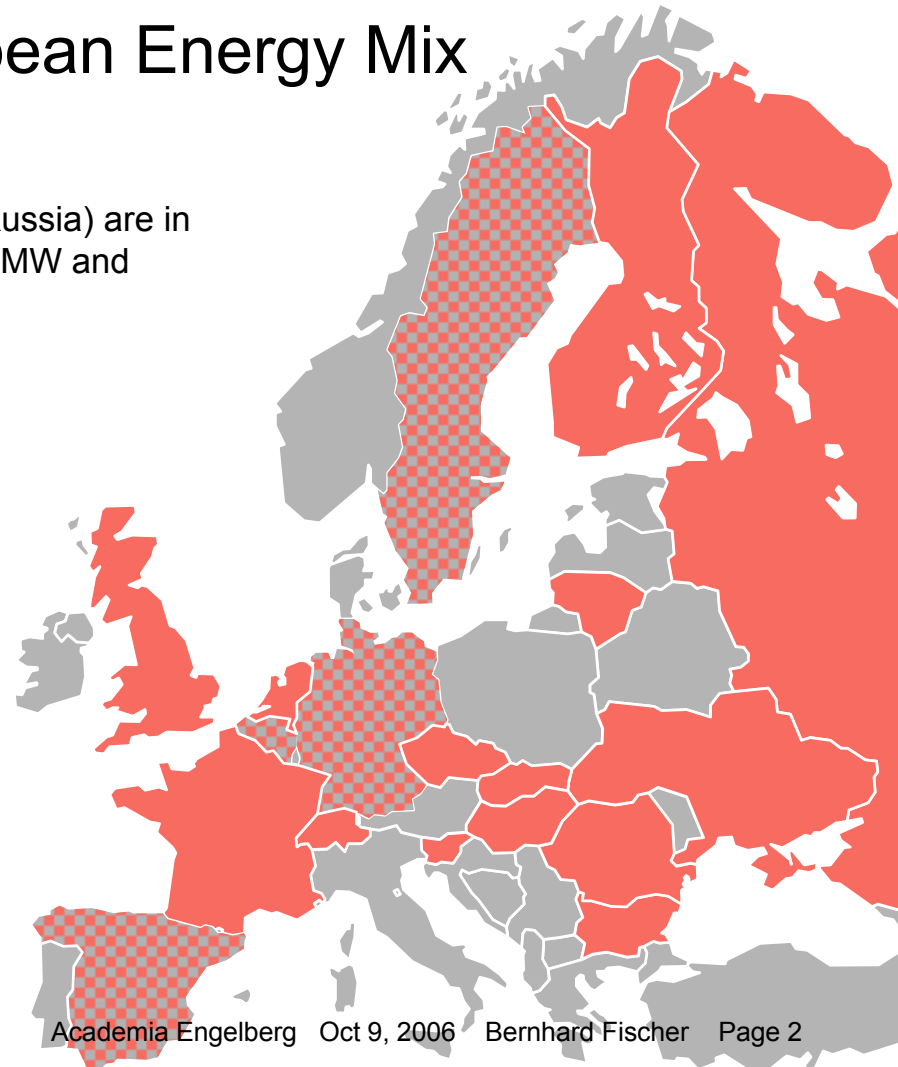 pean Energy Mix
ussia) are in
MW and
Academia Engelberg Oct 9, 2006 Bernhard Fischer Page 2